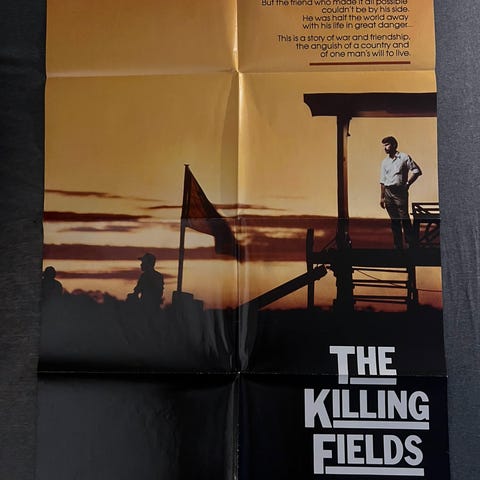 But the friend who made it all possible
couldn't be by his side.
He was half the world away
with his life in great danger...
This is a story of war and friendship,
the anguish of a country and
of one man's will to live.
THE
KILLING
FIELDS